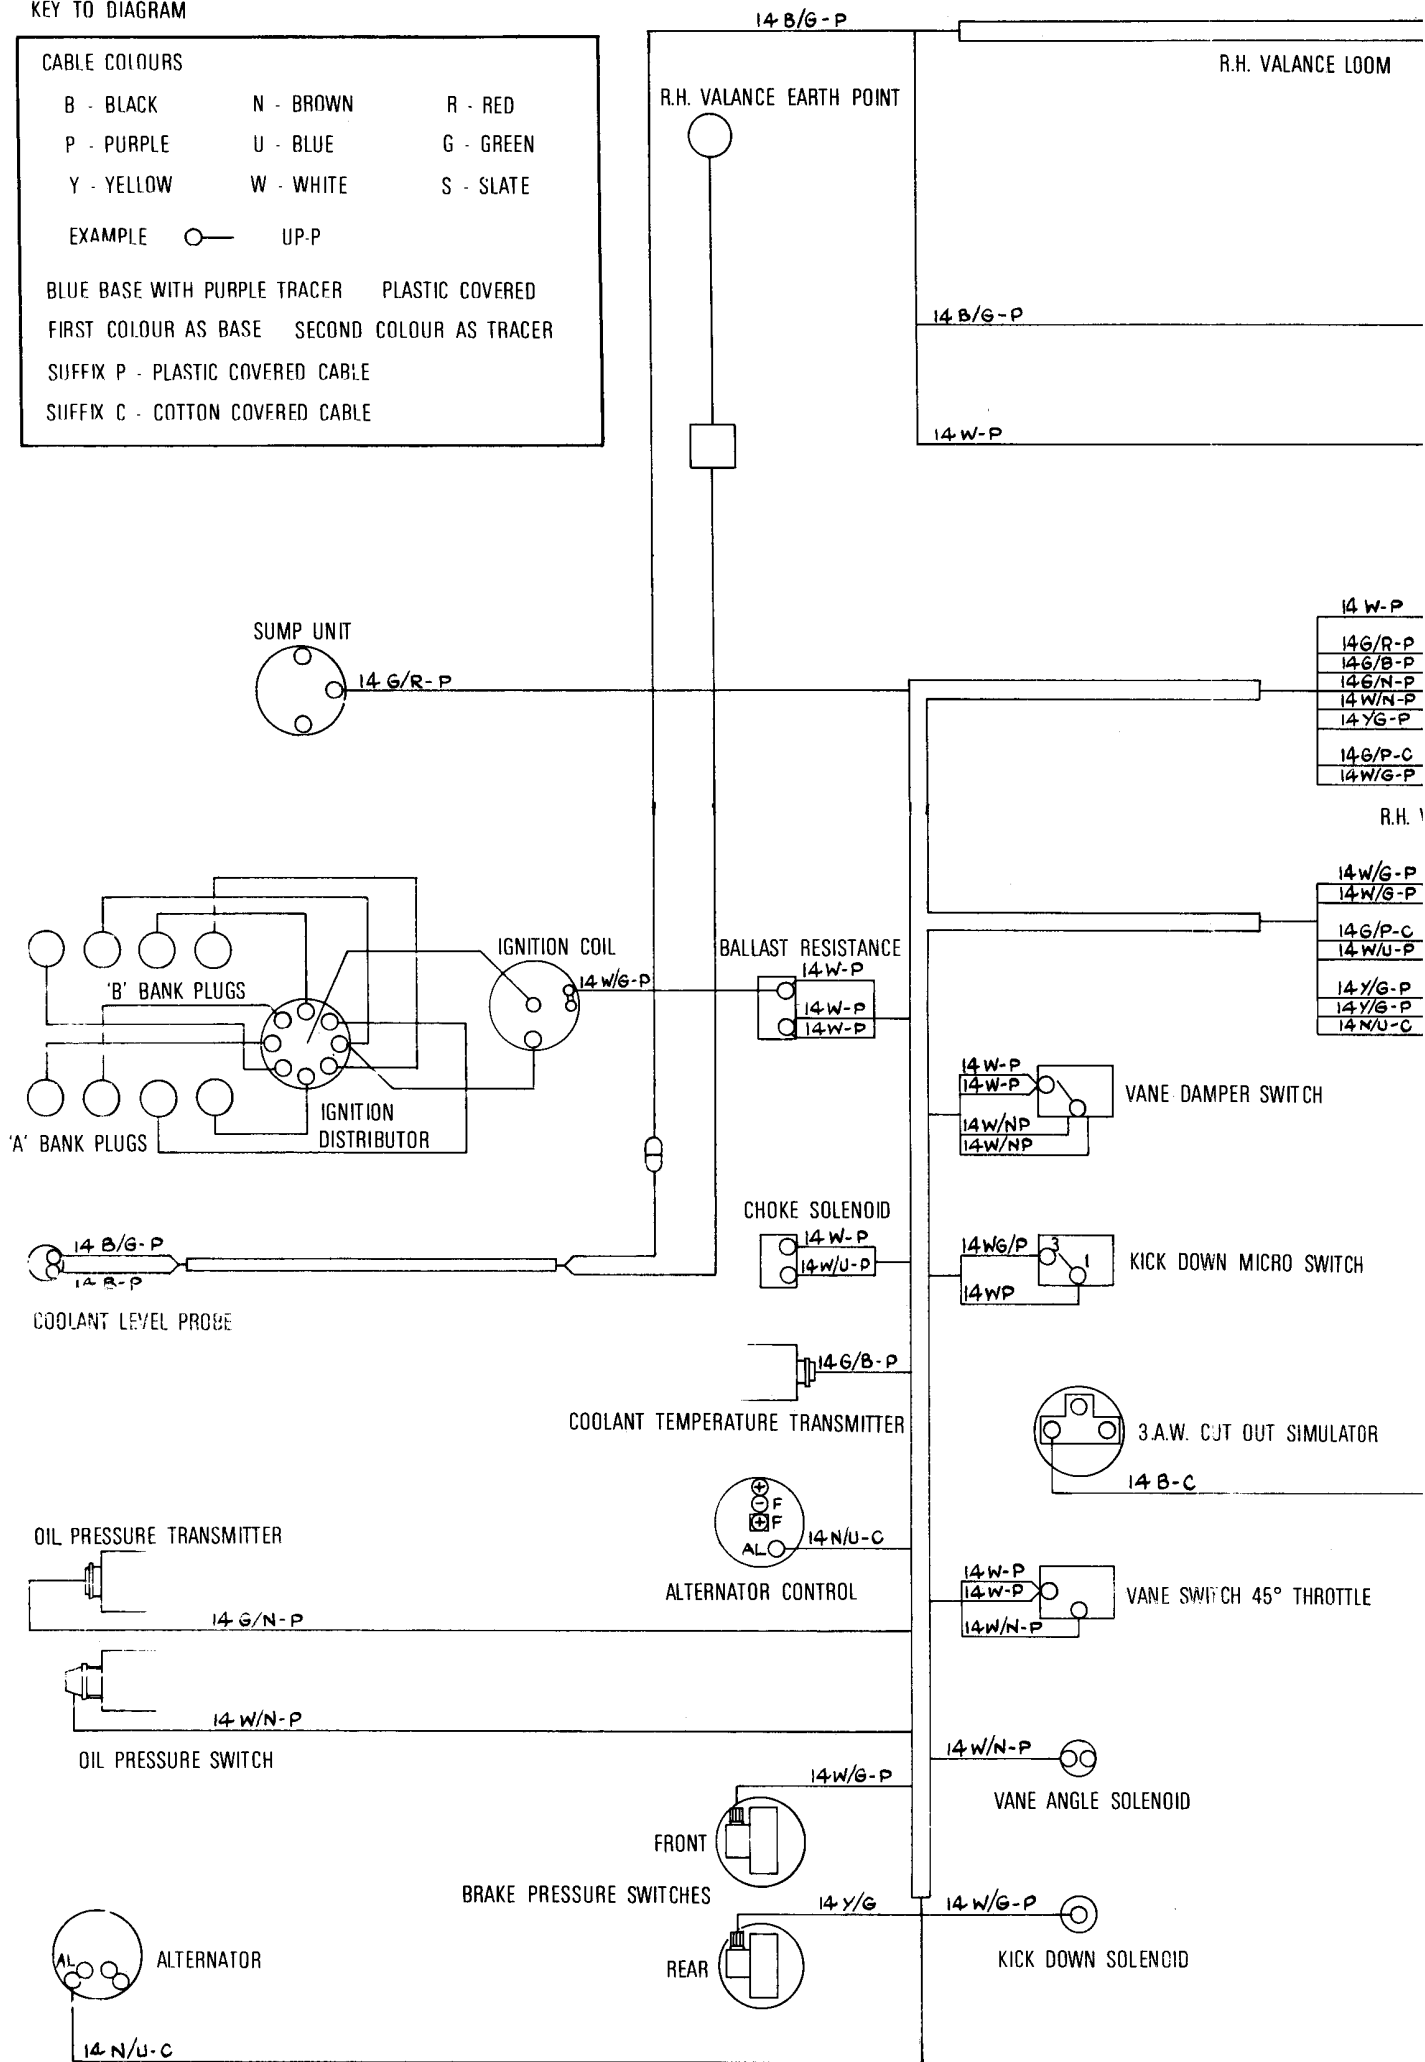 KEY TO DIAGRAM
CABLE COLOURS
B - BLACK N - BROWN R - RED
P - PURPLE U - BLUE G - GREEN
Y - YELLOW W - WHITE S - SLATE
EXAMPLE UP-P
BLUE BASE WITH PURPLE TRACER PLASTIC COVERED
FIRST COLOUR AS BASE SECOND COLOUR AS TRACER
SUFFIX P - PLASTIC COVERED CABLE
SUFFIX C - COTTON COVERED CABLE
14 B/G-P
R.H. VALANCE LOOM
R.H. VALANCE EARTH POINT
14 B/G-P
14 W-P
SUMP UNIT
14 G/R-P
14 W-P
14G/R-P
14G/B-P
14G/N-P
14W/N-P
14YG-P
14G/P-C
14W/G-P
R.H.
14W/G-P
14W/G-P
14G/P-C
14W/U-P
14Y/G-P
14Y/G-P
14N/U-C
'B' BANK PLUGS
'A' BANK PLUGS
IGNITION
DISTRIBUTOR
IGNITION COIL
14W/G-P
BALLAST RESISTANCE
14W-P
14W-P
14W-P
14W-P
14W-P
14W/NP
14W/NP
VANE DAMPER SWITCH
14 B/G-P
14 B-P
COOLANT LEVEL PROBE
CHOKE SOLENOID
14W-P
14W/U-P
14WG/P
14WP
3
1
KICK DOWN MICRO SWITCH
14G/B-P
COOLANT TEMPERATURE TRANSMITTER
3.A.W. CUT OUT SIMULATOR
14 B-C
+
- F
+ F
AL
14N/U-C
ALTERNATOR CONTROL
OIL PRESSURE TRANSMITTER
14 G/N-P
14W-P
14W-P
14W/N-P
VANE SWITCH 45° THROTTLE
14W/N-P
OIL PRESSURE SWITCH
14W/N-P
VANE ANGLE SOLENOID
14W/G-P
FRONT
BRAKE PRESSURE SWITCHES
14Y/G
REAR
14 W/G-P
KICK DOWN SOLENOID
AL
ALTERNATOR
14 N/U-C